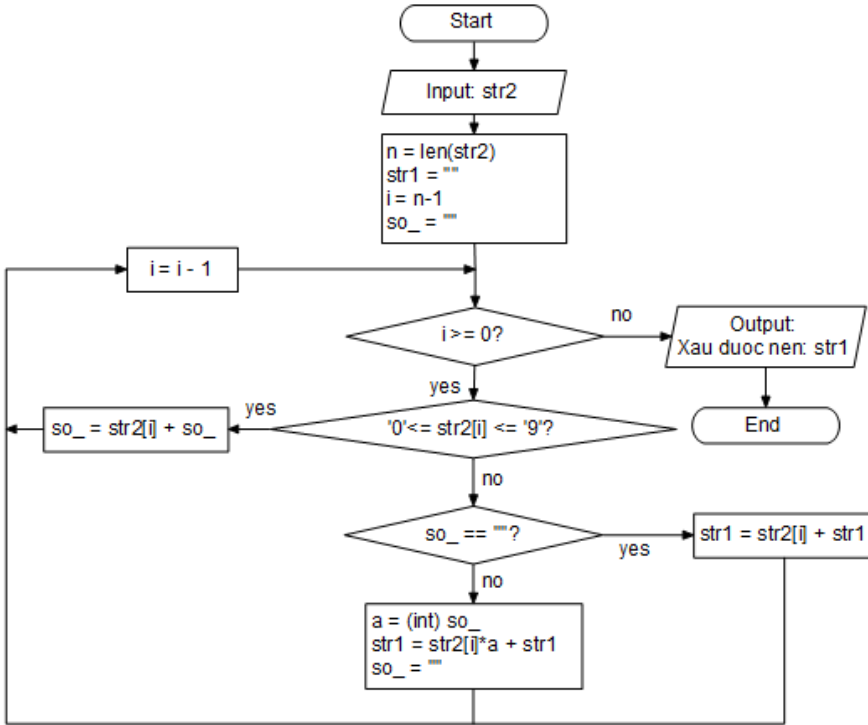 Start
Input: str2
n = len(str2)
str1 = ""
i = n-1
so_ = ""
i = i - 1
i >= 0?
no
Output:
Xau duoc nen: str1
yes
End
'0'<= str2[i] <= '9'?
yes
so_ = str2[i] + so_
no
so_ == ""?
yes
str1 = str2[i] + str1
no
a = (int) so_
str1 = str2[i]*a + str1
so_ = ""